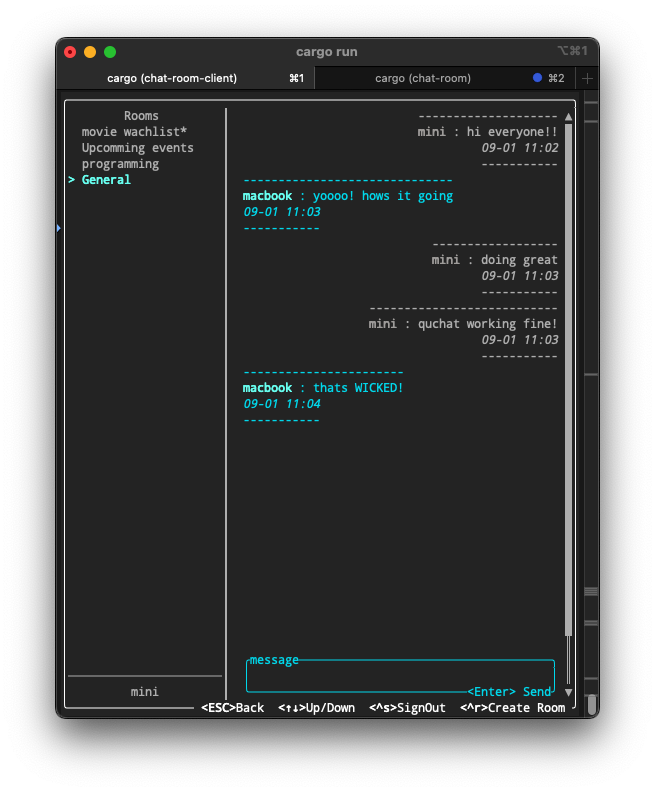 cargo run
⌥⌘1
cargo (chat-room-client) ⌘1
cargo (chat-room) ⌘2
Rooms
movie wachlist*
Upcomming events
programming
> General
mini
--------------------
mini : hi everyone!!
09-01 11:02
-----------
------------------------------
macbook : yoooo! hows it going
09-01 11:03
-----------
------------------
mini : doing great
09-01 11:03
-----------
---------------------------
mini : quchat working fine!
09-01 11:03
-----------
-----------------------
macbook : thats WICKED!
09-01 11:04
-----------
message
<Enter> Send
<ESC>Back <↑↓>Up/Down <^s>SignOut <^r>Create Room